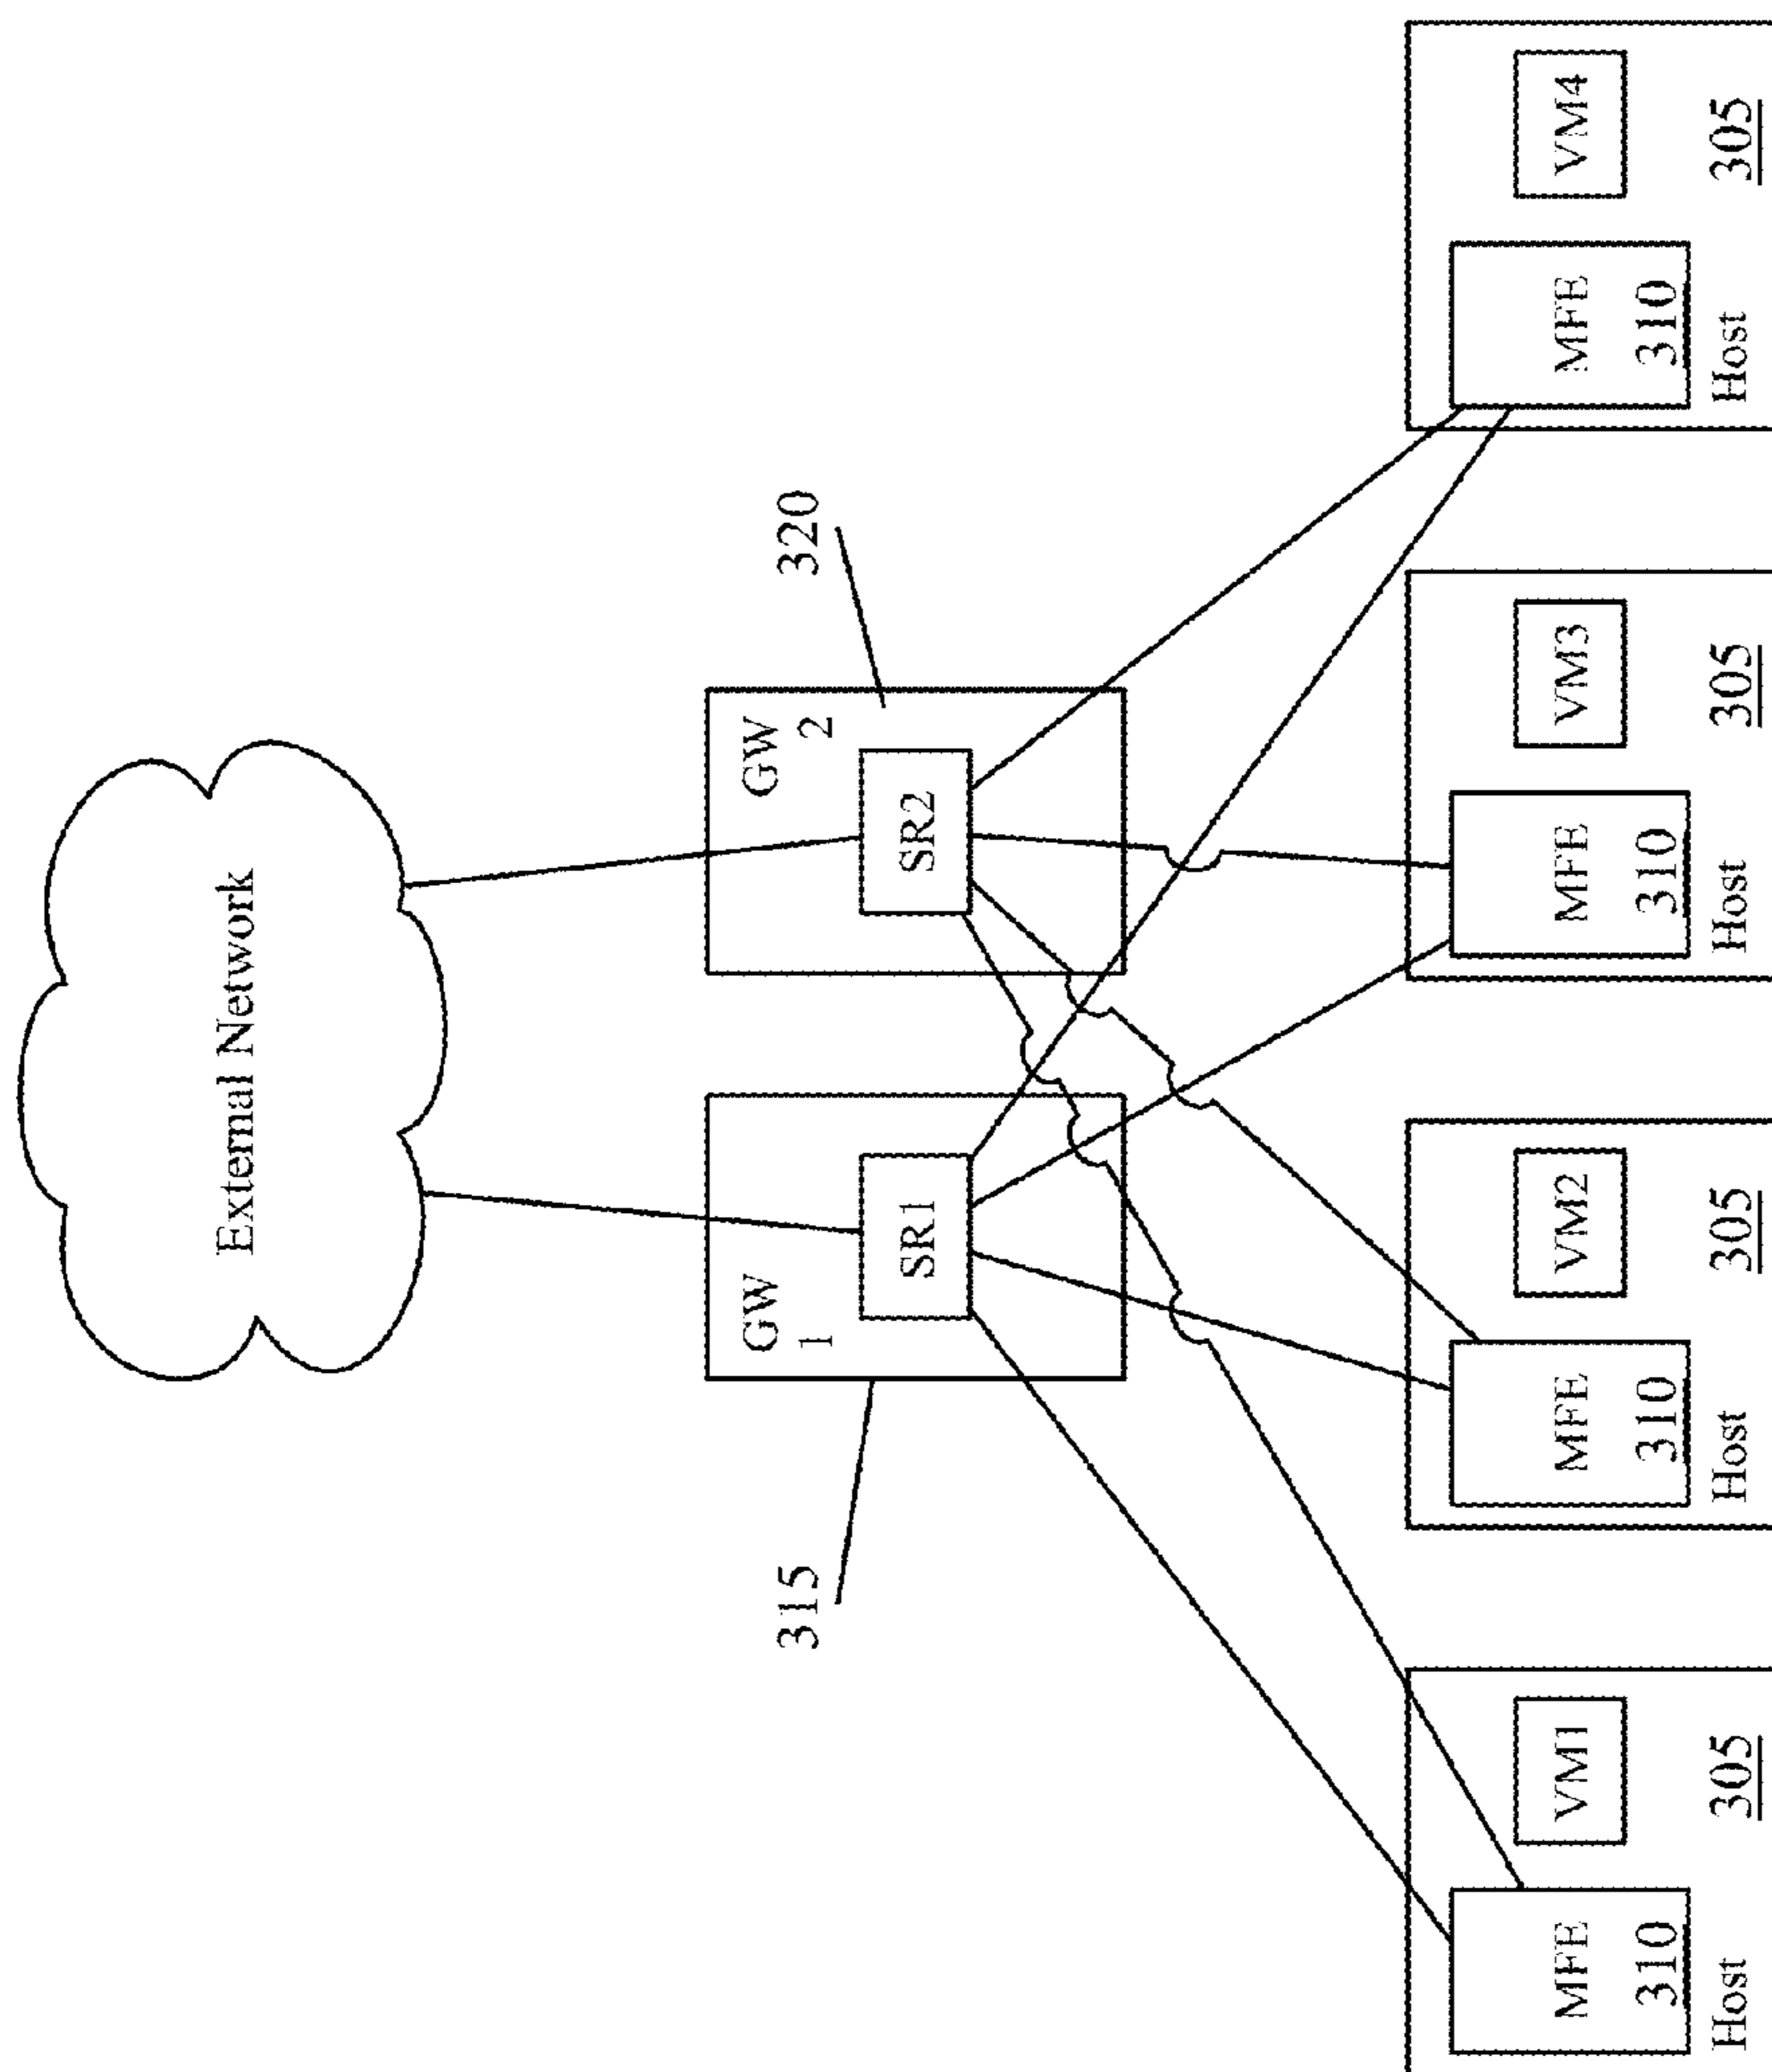 External Network
GW
1
SR1
315
GW
2
SR2
320
MFE
310
VM1
Host
305
MFE
310
VM2
Host
305
MFE
310
VM3
Host
305
MFE
310
VM4
Host
305